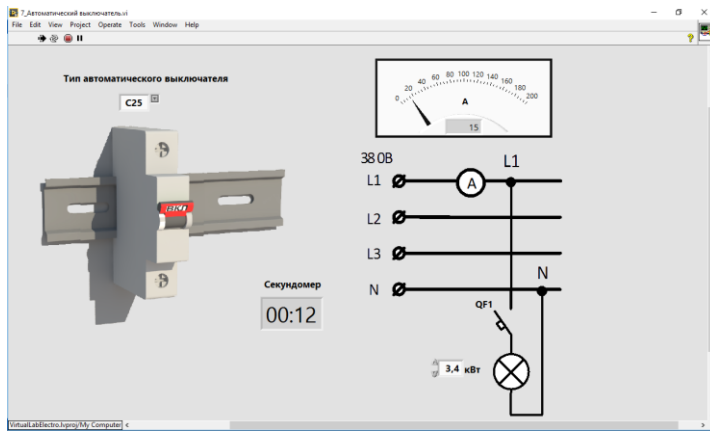 7_Автоматический выключатель.vi
File Edit View Project Operate Tools Window Help
Тип автоматического выключателя
C25
ВКЛ
Секундомер
00:12
0 20 40 60 80 100 120 140 160 180 200
A
15
380В
L1
L1
A
L2
L3
N
N
QF1
3,4 кВт
VirtualLabElectro.lvproj/My Computer